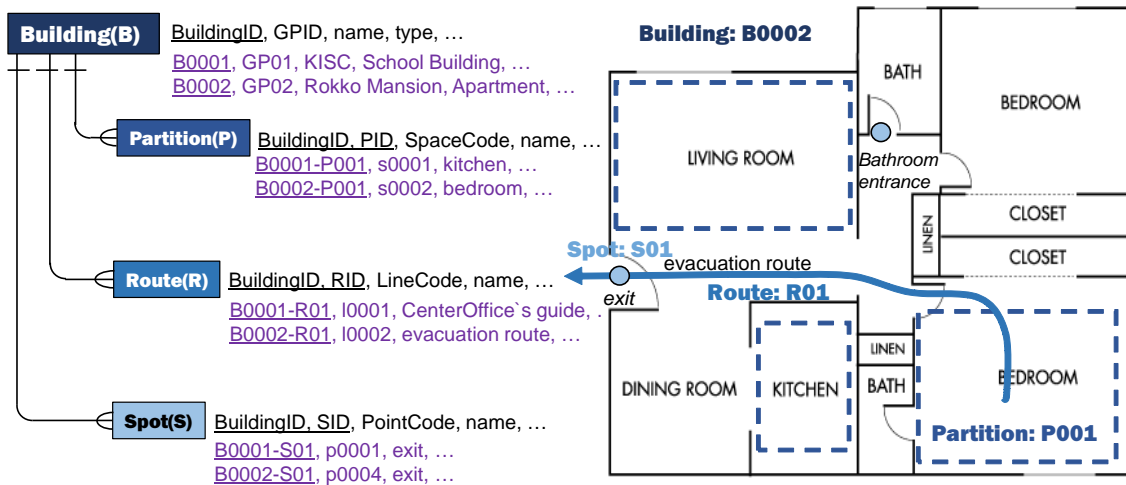 Building(B)
BuildingID, GPID, name, type, …
B0001, GP01, KISC, School Building, …
B0002, GP02, Rokko Mansion, Apartment, …
Partition(P)
BuildingID, PID, SpaceCode, name, …
B0001-P001, s0001, kitchen, …
B0002-P001, s0002, bedroom, …
Route(R)
BuildingID, RID, LineCode, name, …
B0001-R01, l0001, CenterOffice`s guide, .
B0002-R01, l0002, evacuation route, …
Spot(S)
BuildingID, SID, PointCode, name, …
B0001-S01, p0001, exit, …
B0002-S01, p0004, exit, …
Building: B0002
BATH
BEDROOM
LIVING ROOM
Bathroom
entrance
CLOSET
LINEN
CLOSET
Spot: S01
evacuation route
exit
Route: R01
LINEN
DINING ROOM
KITCHEN
BATH
BEDROOM
Partition: P001